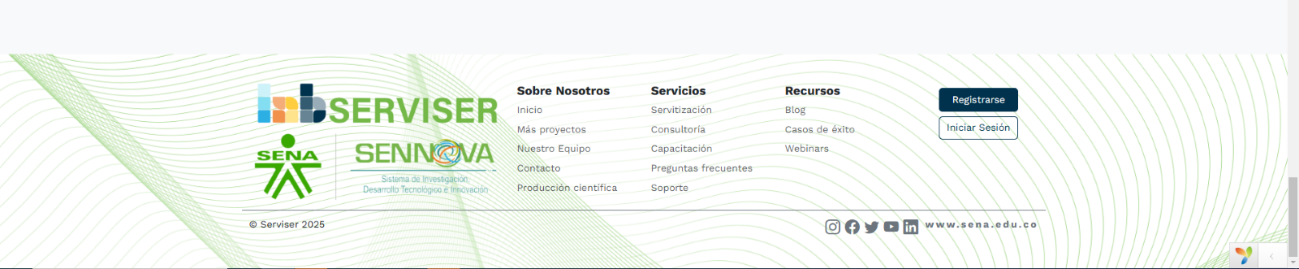 SERVISER
SENA
SENNOVA
Sistema de Investigación,
Desarrollo Tecnológico e Innovación
Sobre Nosotros
Inicio
Más proyectos
Nuestro Equipo
Contacto
Producción científica
Servicios
Servitización
Consultoría
Capacitación
Preguntas frecuentes
Soporte
Recursos
Blog
Casos de éxito
Webinars
Registrarse
Iniciar Sesión
© Serviser 2025
www.sena.edu.co